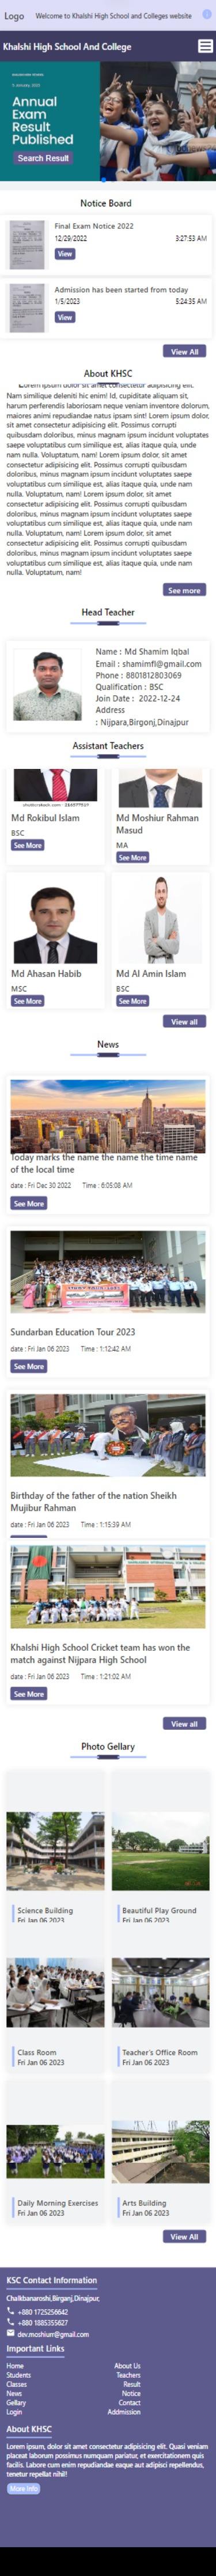 Logo Welcome to Khalshi High School and Colleges website
Khalshi High School And College
5 January, 2023
Annual
Exam
Result
Published
Search Result
Notice Board
Final Exam Notice 2022
12/29/2022 3:27:53 AM
View
Admission has been started from today
1/5/2023 5:24:35 AM
View
View All
About KHSC
Lorem ipsum dolor sit amet consectetur adipisicing elit.
Nam similique deleniti hic enim! Id, cupiditate aliquam sit,
harum perferendis laboriosam neque veniam inventore dolorum,
maiores animi repudiandae natus ipsam sint! Lorem ipsum dolor,
sit amet consectetur adipisicing elit. Possimus corrupti
quibusdam doloribus, minus magnam ipsum incidunt voluptates
saepe voluptatibus cum similique est, alias itaque quia, unde
nam nulla. Voluptatum, nam! Lorem ipsum dolor, sit amet
consectetur adipisicing elit. Possimus corrupti quibusdam
doloribus, minus magnam ipsum incidunt voluptates saepe
voluptatibus cum similique est, alias itaque quia, unde nam
nulla. Voluptatum, nam! Lorem ipsum dolor, sit amet
consectetur adipisicing elit. Possimus corrupti quibusdam
doloribus, minus magnam ipsum incidunt voluptates saepe
voluptatibus cum similique est, alias itaque quia, unde nam
nulla. Voluptatum, nam! Lorem ipsum dolor, sit amet
consectetur adipisicing elit. Possimus corrupti quibusdam
doloribus, minus magnam ipsum incidunt voluptates saepe
voluptatibus cum similique est, alias itaque quia, unde nam
nulla. Voluptatum, nam!
See more
Head Teacher
Name : Md Shamim Iqbal
Email : shamimfl@gmail.com
Phone : 8801812803069
Qualification : BSC
Join Date : 2022-12-24
Address
: Nijpara,Birgonj,Dinajpur
Assistant Teachers
Md Rokibul Islam
BSC
See More
Md Moshiur Rahman
Masud
MA
See More
Md Ahasan Habib
MSC
See More
Md Al Amin Islam
BSC
See More
View all
News
Today marks the name the name the time name
of the local time
date : Fri Dec 30 2022 Time : 6:05:08 AM
See More
Sundarban Education Tour 2023
date : Fri Jan 06 2023 Time : 1:12:42 AM
See More
Birthday of the father of the nation Sheikh
Mujibur Rahman
date : Fri Jan 06 2023 Time : 1:15:39 AM
Khalshi High School Cricket team has won the
match against Nijpara High School
date : Fri Jan 06 2023 Time : 1:21:02 AM
See More
View all
Photo Gellary
Science Building
Fri Jan 06 2023
Beautiful Play Ground
Fri Jan 06 2023
Class Room
Fri Jan 06 2023
Teacher's Office Room
Fri Jan 06 2023
Daily Morning Exercises
Fri Jan 06 2023
Arts Building
Fri Jan 06 2023
View All
KSC Contact Information
Chalkbanaroshi,Birganj,Dinajpur,
+880 1725256642
+880 1885355627
dev.moshiurr@gmail.com
Important Links
Home About Us
Students Teachers
Classes Result
News Notice
Gellary Contact
Login Addmission
About KHSC
Lorem ipsum, dolor sit amet consectetur adipisicing elit. Quasi veniam
placeat laborum possimus numquam pariatur, et exercitationem quis
facilis. Labore cum enim repudiandae eaque aut adipisci repellendus,
tenetur repellat nihil!
More Info